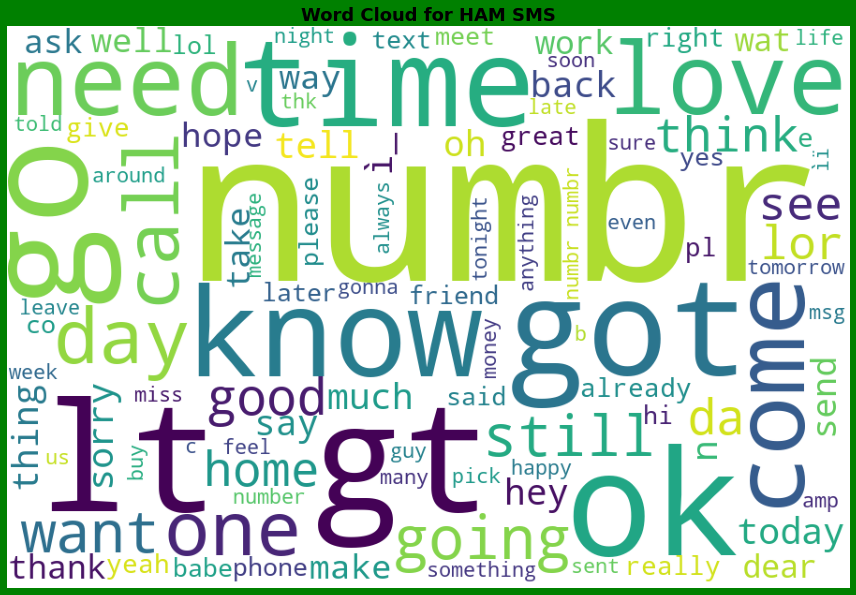 Word Cloud for HAM SMS
ask well lol night text meet work right wat life
need time love
v way thk soon back late
told give hope tell oh great think e
sure yes ü
go call around numbr see
take message please always tonight anything numbr numbr even pl lor
tomorrow
leave later gonna friend
co day know got come msg
week money b
thing sorry miss good much said already send
lt gt say still hi da n
us buy c feel home guy many pick happy hey ok amp
number
want one going today
thank yeah babe phone make something sent really dear